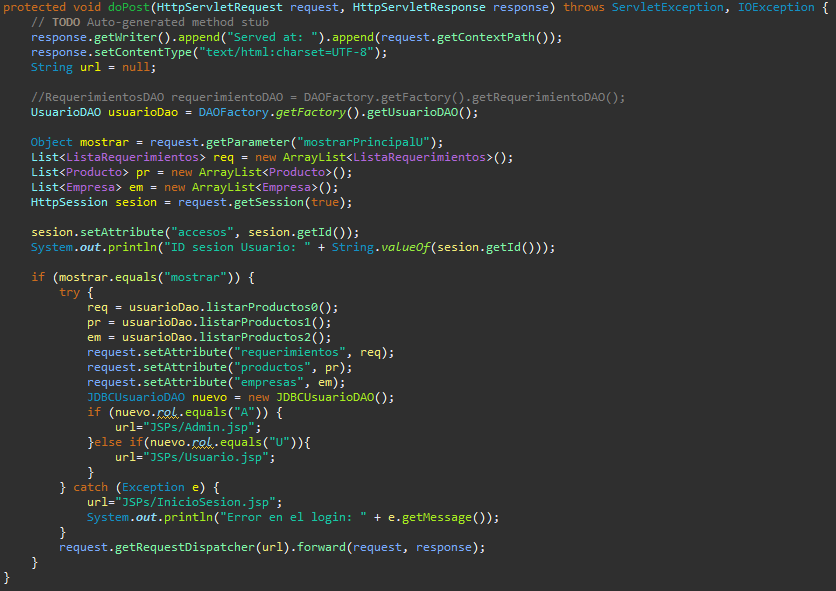 protected void doPost(HttpServletRequest request, HttpServletResponse response) throws ServletException, IOException {
// TODO Auto-generated method stub
response.getWriter().append("Served at: ").append(request.getContextPath());
response.setContentType("text/html:charset=UTF-8");
String url = null;
//RequerimientosDAO requerimientoDAO = DAOFactory.getFactory().getRequerimientoDAO();
UsuarioDAO usuarioDao = DAOFactory.getFactory().getUsuarioDAO();
Object mostrar = request.getParameter("mostrarPrincipalU");
List<ListaRequerimientos> req = new ArrayList<ListaRequerimientos>();
List<Producto> pr = new ArrayList<Producto>();
List<Empresa> em = new ArrayList<Empresa>();
HttpSession sesion = request.getSession(true);
sesion.setAttribute("accesos", sesion.getId());
System.out.println("ID sesion Usuario: " + String.valueOf(sesion.getId()));
if (mostrar.equals("mostrar")) {
try {
req = usuarioDao.listarProductos0();
pr = usuarioDao.listarProductos1();
em = usuarioDao.listarProductos2();
request.setAttribute("requerimientos", req);
request.setAttribute("productos", pr);
request.setAttribute("empresas", em);
JDBCUsuarioDAO nuevo = new JDBCUsuarioDAO();
if (nuevo.rol.equals("A")) {
url="JSPs/Admin.jsp";
}else if(nuevo.rol.equals("U")){
url="JSPs/Usuario.jsp";
}
} catch (Exception e) {
url="JSPs/InicioSesion.jsp";
System.out.println("Error en el login: " + e.getMessage());
}
request.getRequestDispatcher(url).forward(request, response);
}
}